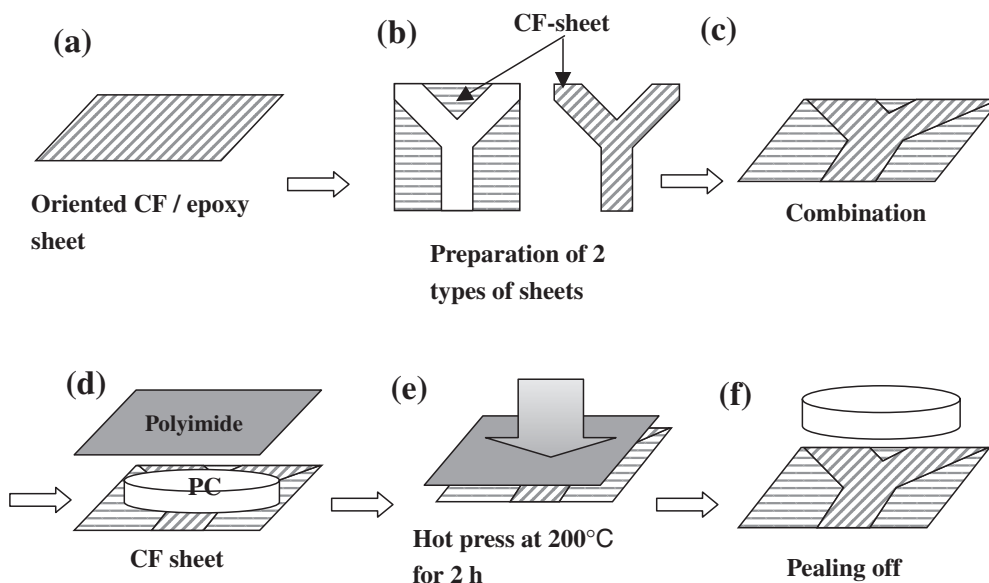 (a)
(b)
CF-sheet
(c)
Oriented CF / epoxy
sheet
Preparation of 2
types of sheets
Combination
(d)
Polyimide
PC
CF sheet
(e)
Hot press at 200°C
for 2 h
(f)
Pealing off